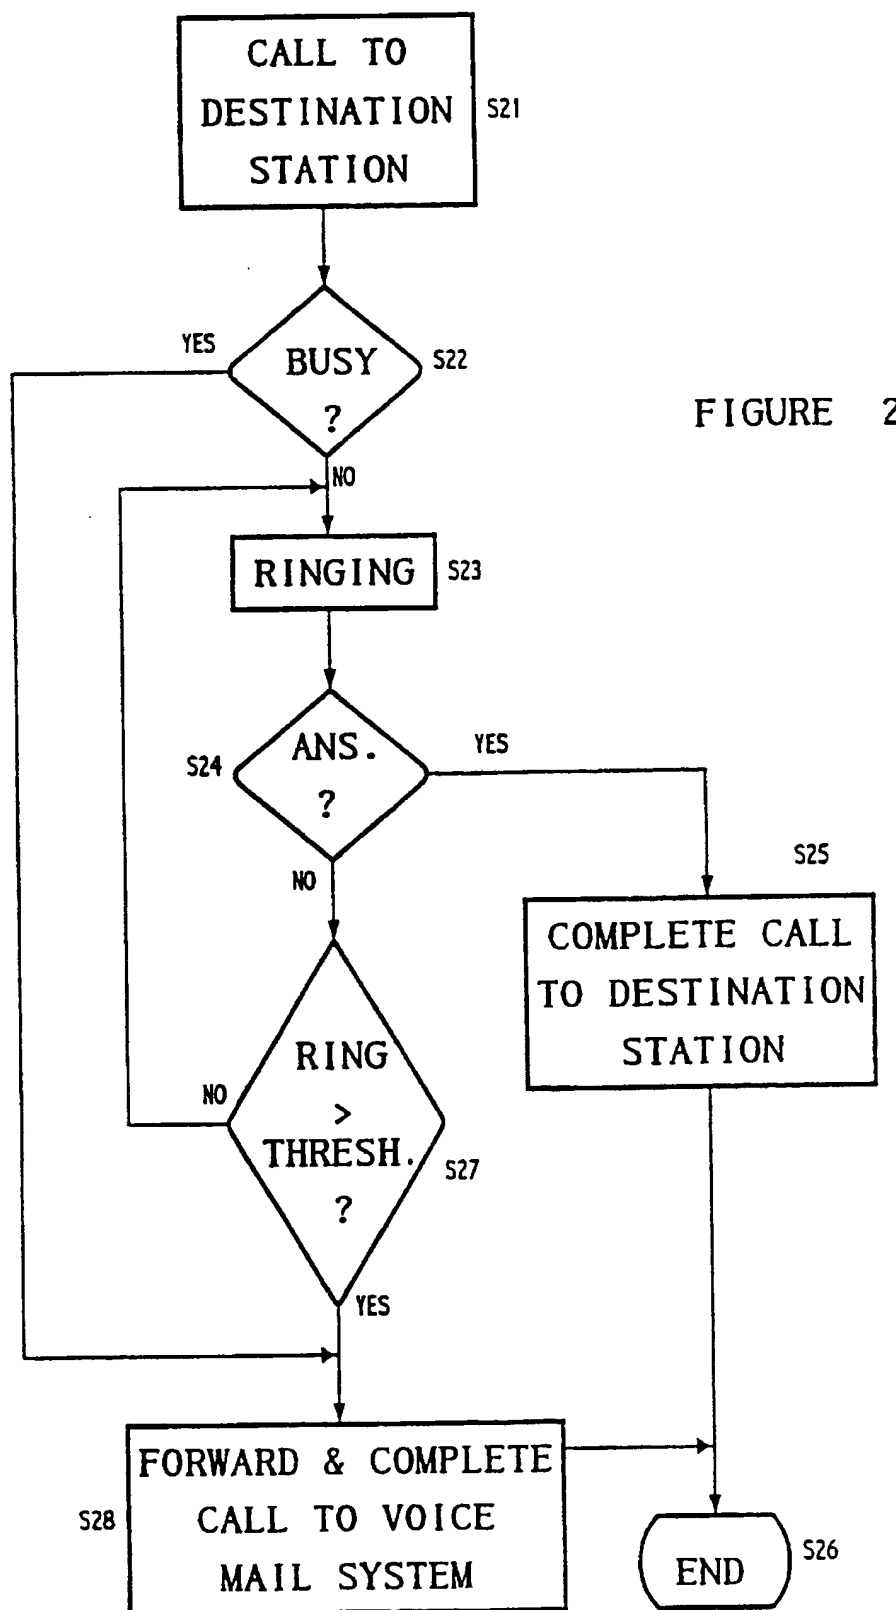 CALL TO
DESTINATION
STATION
S21
YES
BUSY
?
S22
FIGURE 2
NO
RINGING
S23
S24
ANS.
?
YES
NO
S25
COMPLETE CALL
TO DESTINATION
STATION
NO
RING
>
THRESH.
?
S27
YES
FORWARD & COMPLETE
CALL TO VOICE
MAIL SYSTEM
S28
END
S26